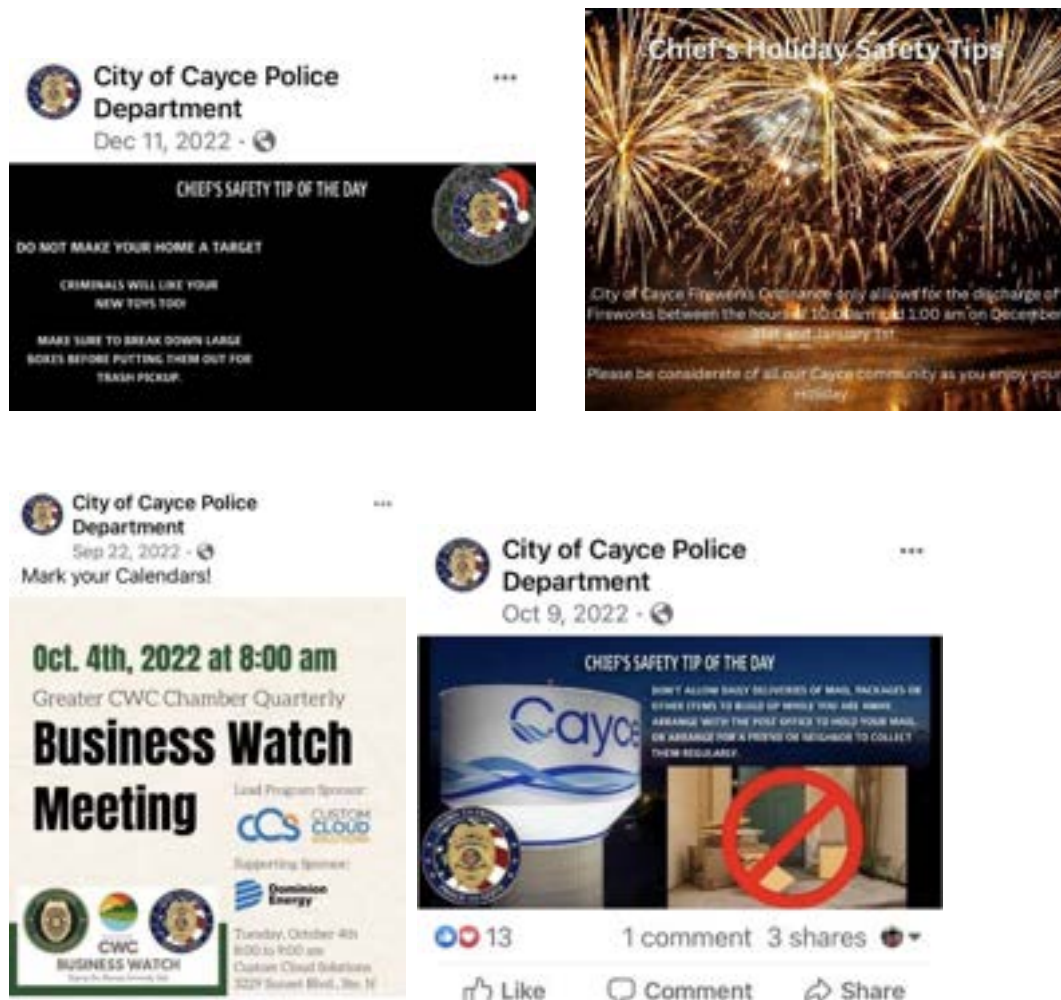 City of Cayce Police
Department
Dec 11, 2022
CHIEF'S SAFETY TIP OF THE DAY
DO NOT MAKE YOUR HOME A TARGET
CRIMINALS WILL LIKE YOUR
NEW TOYS TOO!
MAKE SURE TO BREAK DOWN LARGE
BOXES BEFORE PUTTING THEM OUT FOR
TRASH PICKUP.
Chief's Holiday Safety Tips
City of Cayce Fireworks Ordinance only alllows for the discharge of
Fireworks between the hours of 10:00am and 1:00 am on December
31st and January 1st
Please be considerate of all our Cayce community as you enjoy your
City of Cayce Police
Department
Sep 22, 2022
Mark your Calendars!
Oct. 4th, 2022 at 8:00 am
Greater CWC Chamber Quarterly
Business Watch
Meeting
Lead Program Sponsor:
CCS CUSTOM
CLOUD
SOLUTIONS
Supporting Sponsor:
Dominion
Energy
Tuesday, October 4th
8:00 to 9:00 am
Custom Cloud Solutions
3229 Sunset Blvd., Ste. N
CWC
BUSINESS WATCH
City of Cayce Police
Department
Oct 9, 2022
CHIEF'S SAFETY TIP OF THE DAY
DON'T ALLOW DAILY DELIVERIES OF MAIL, PACKAGES OR
OTHER ITEMS TO BUILD UP WHILE YOU ARE AWAY.
ARRANGE WITH THE POST OFFICE TO HOLD YOUR MAIL,
OR ARRANGE FOR A FRIEND OR NEIGHBOR TO COLLECT
THEM REGULARLY.
Cayce
13
1 comment 3 shares
Like Comment Share